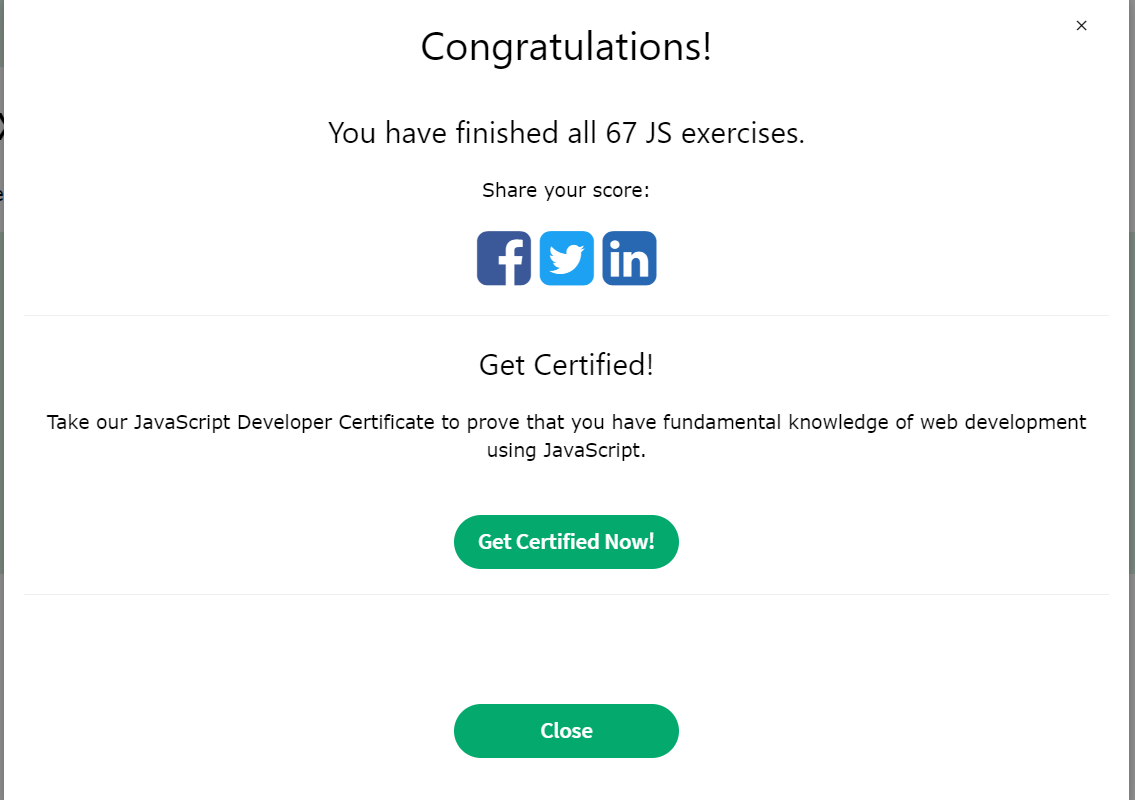 ×
Congratulations!
You have finished all 67 JS exercises.
Share your score:
Get Certified!
Take our JavaScript Developer Certificate to prove that you have fundamental knowledge of web development
using JavaScript.
Get Certified Now!
Close